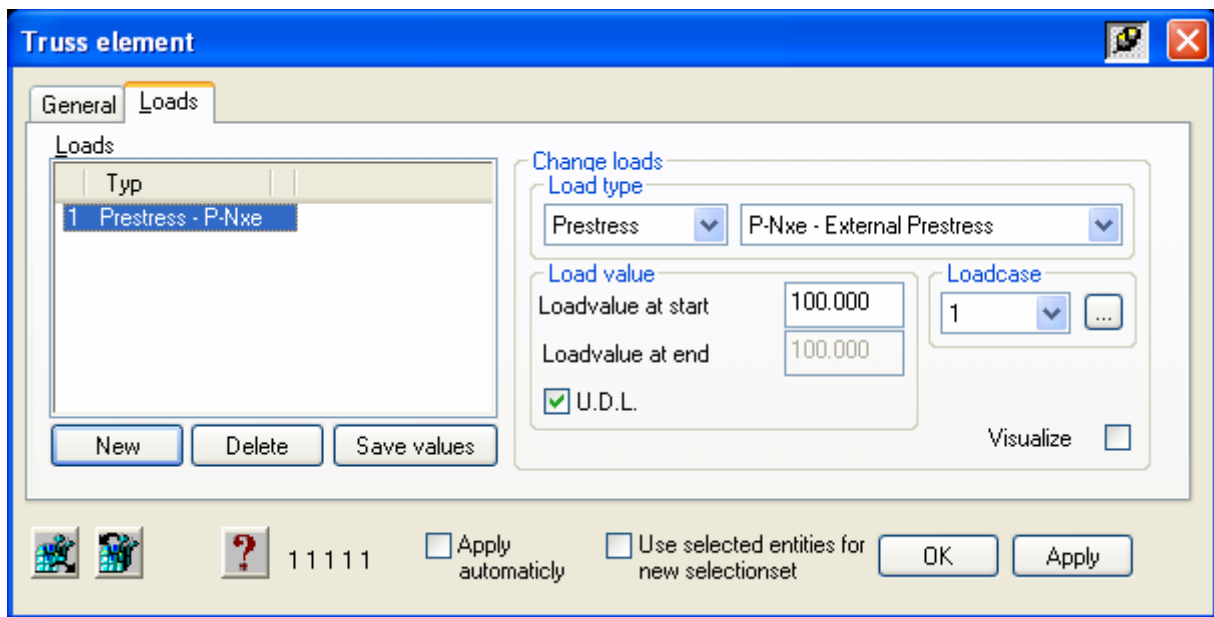 Truss element
General Loads
Loads
Typ
1 Prestress - P-Nxe
New Delete Save values
Change loads
Load type
Prestress P-Nxe - External Prestress
Load value
Loadvalue at start 100.000
Loadvalue at end 100.000
U.D.L.
Loadcase
1 ...
Visualize
? 11111
Apply
automaticly
Use selected entities for
new selectionset
OK Apply